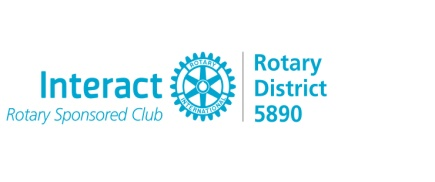 Interact
Rotary Sponsored Club
ROTARY
INTERNATIONAL
Rotary
District
5890